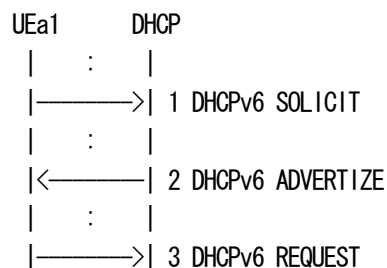 UEa1 DHCP
| : |
|--------->| 1 DHCPv6 SOLICIT
| : |
|<---------| 2 DHCPv6 ADVERTIZE
| : |
|--------->| 3 DHCPv6 REQUEST